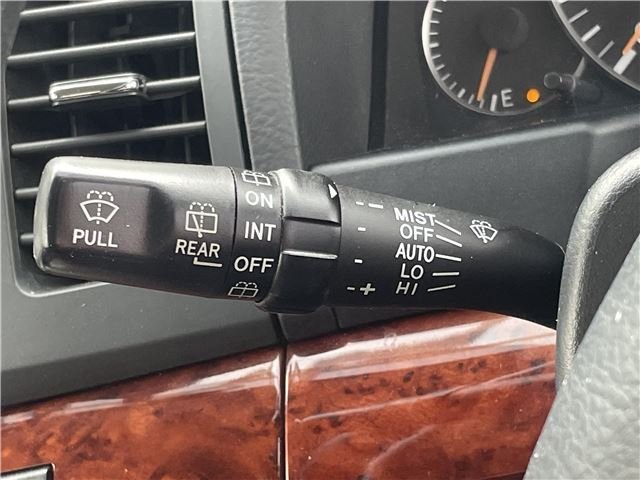 E
PULL
REAR
ON
INT
OFF
-
MIST
OFF
AUTO
LO
HI
+